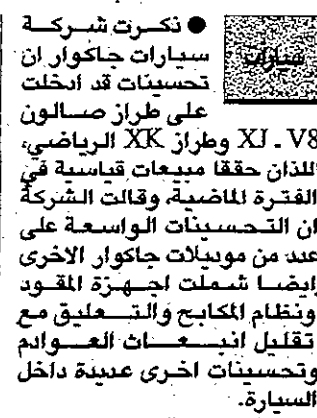 سيارات
● ذكرت شركة
سيارات جاكوار ان
تحسينات قد ادخلت
على طراز صالون
XJ - V8 وطراز XK الرياضي،
اللذان حققا مبيعات قياسية في
الفترة الماضية، وقالت الشركة
ان التحسينات الواسعة على
عدد من موديلات جاكوار الاخرى
ايضا شملت اجهزة المقود
ونظام المكابح والتعليق مع
تقليل انبعاث العوادم
وتحسينات اخرى عديدة داخل
السيارة.